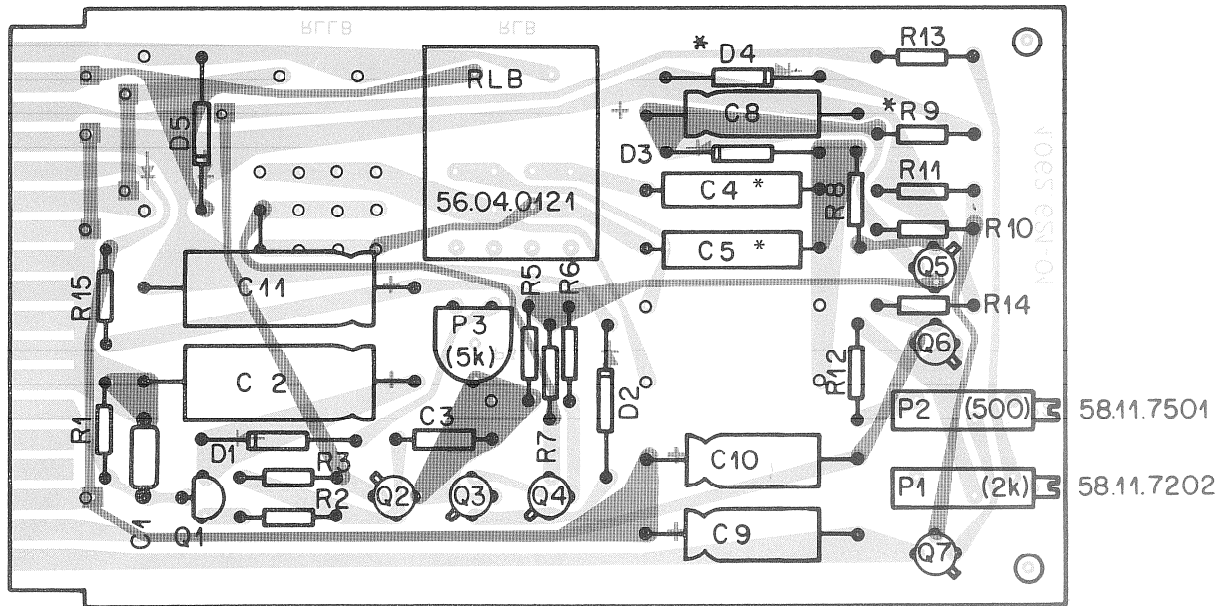 RLLB
RLB
R13
* D4
RLB
C8
* R9
D5
D3
R11
C4 *
R8
56.04.0121
R10
C5 *
Q5
R15
C11
R5
R6
R14
P3
(5k)
Q6
C 2
R12
D2
P2 (500)
58.11.7501
R1
C3
D1
R7
C10
R3
P1 (2k)
58.11.7202
R2
Q2
Q3
Q4
C1
Q1
C9
Q7